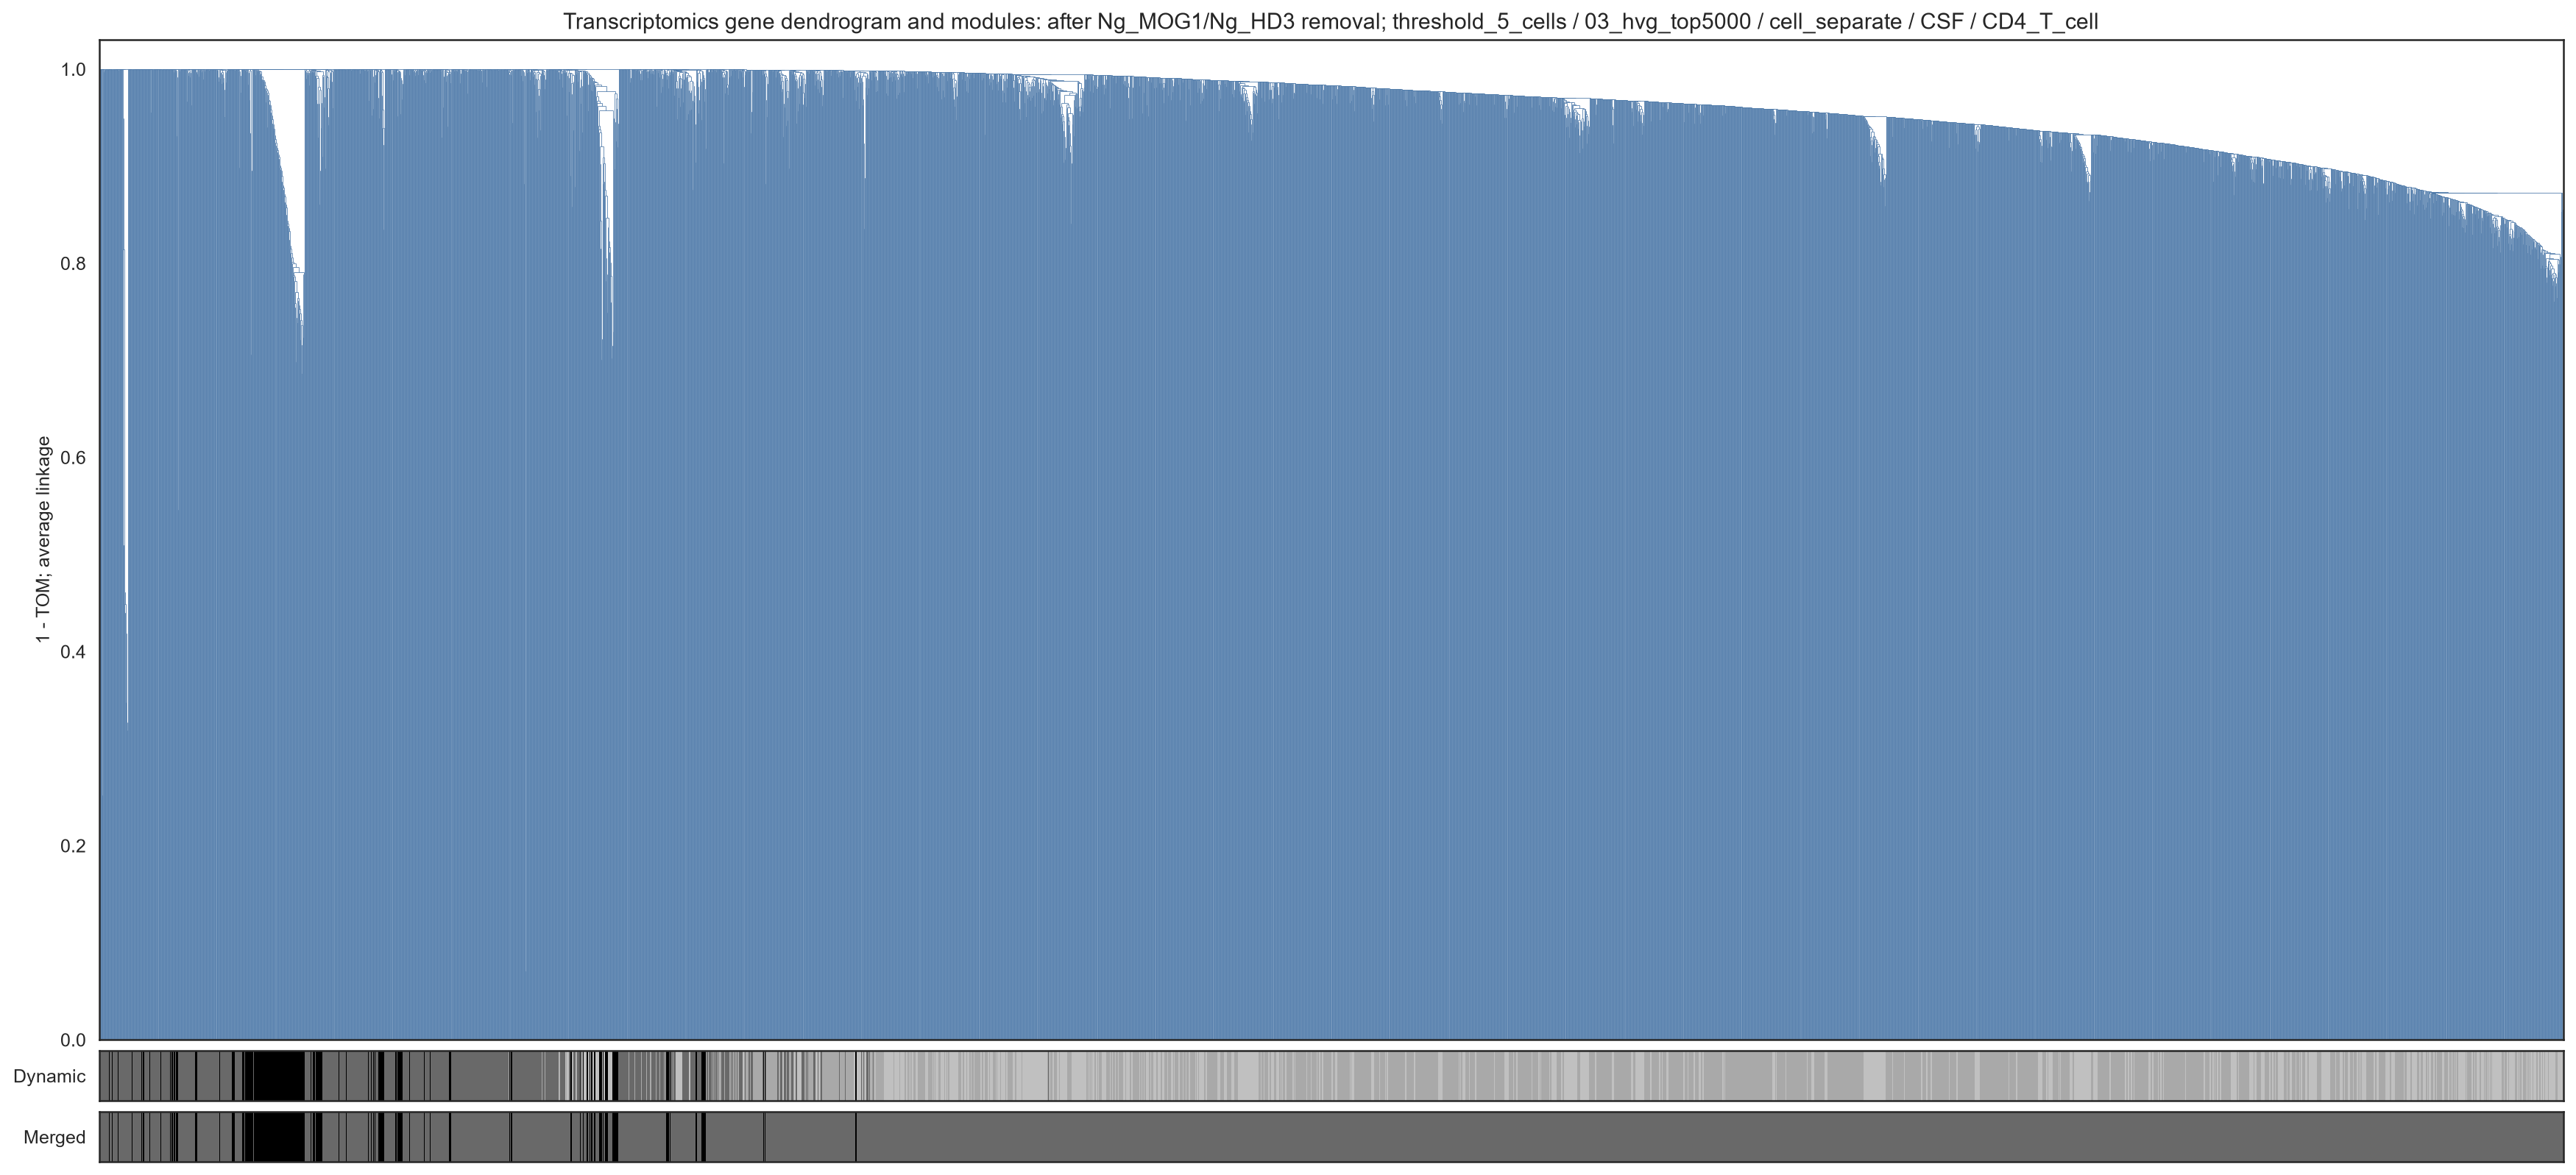 Transcriptomics gene dendrogram and modules: after Ng_MOG1/Ng_HD3 removal; threshold_5_cells / 03_hvg_top5000 / cell_separate / CSF / CD4_T_cell
1.0
0.8
0.6
0.4
0.2
0.0
1 - TOM; average linkage
Dynamic
Merged